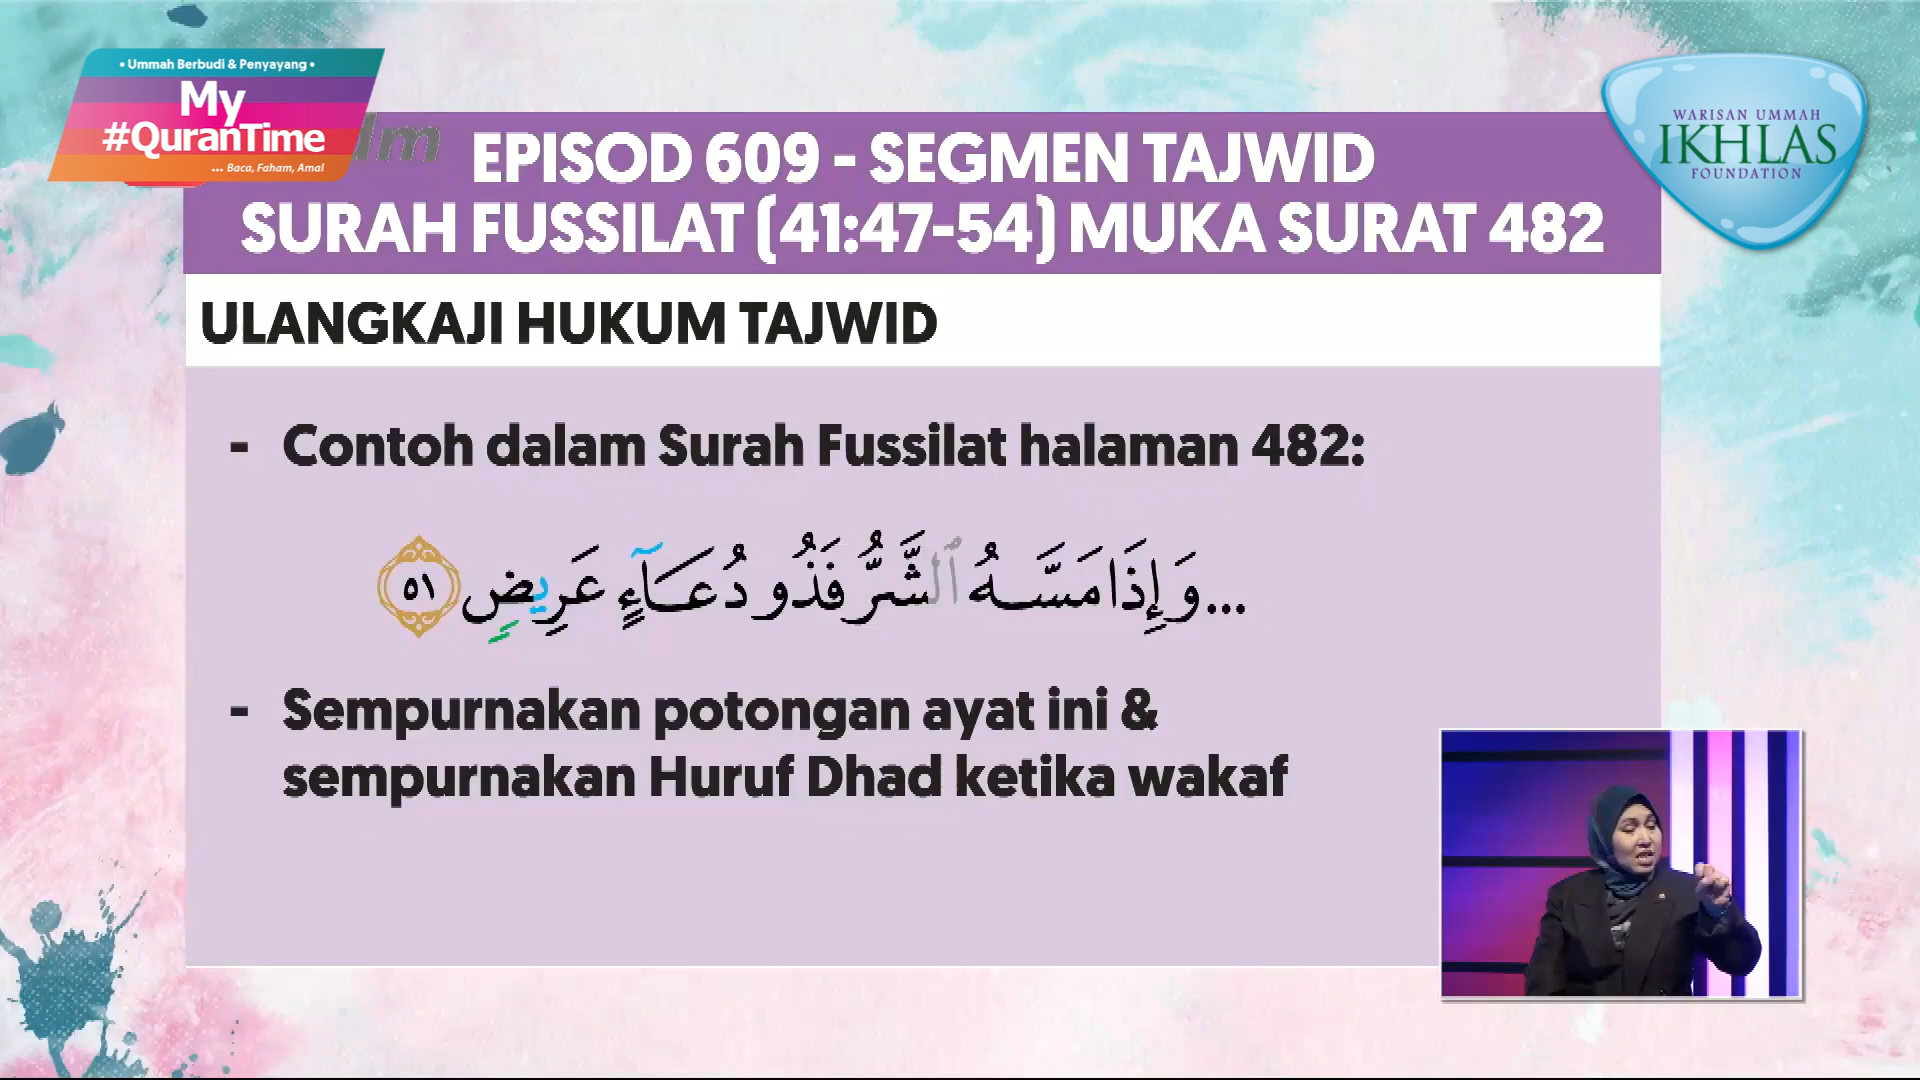 • Ummah Berbudi & Penyayang •
My
#QuranTime
... Baca, Faham, Amal
WARISAN UMMAH
IKHLAS
FOUNDATION
EPISOD 609 - SEGMEN TAJWID
SURAH FUSSILAT (41:47-54) MUKA SURAT 482
ULANGKAJI HUKUM TAJWID
- Contoh dalam Surah Fussilat halaman 482:
...وَإِذَا مَسَّهُ ٱلشَّرُّ فَذُو دُعَآءٍ عَرِيضٍ ٥١
- Sempurnakan potongan ayat ini &
sempurnakan Huruf Dhad ketika wakaf